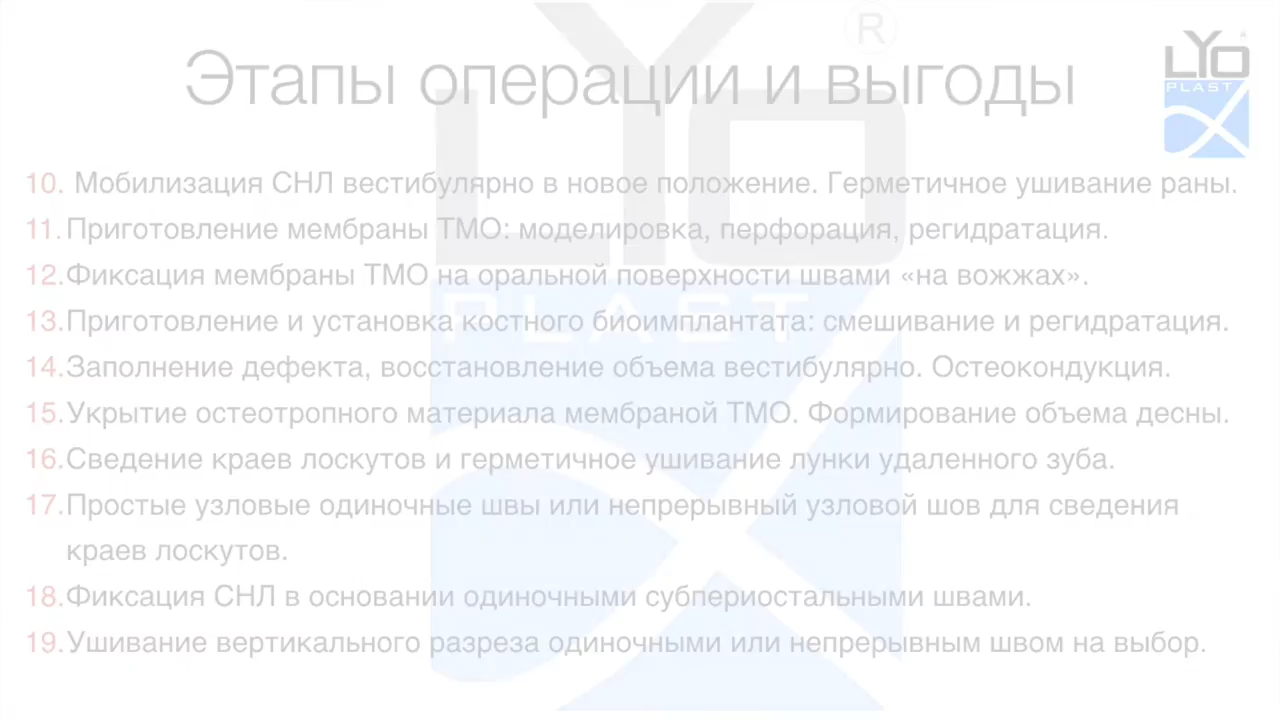 Этапы операции и выгоды
LYO
PLAST
®
LYO
PLAST
10. Мобилизация СНЛ вестибулярно в новое положение. Герметичное ушивание раны.
11. Приготовление мембраны ТМО: моделировка, перфорация, регидратация.
12. Фиксация мембраны ТМО на оральной поверхности швами «на вожжах».
13. Приготовление и установка костного биоимплантата: смешивание и регидратация.
14. Заполнение дефекта, восстановление объема вестибулярно. Остеокондукция.
15. Укрытие остеотропного материала мембраной ТМО. Формирование объема десны.
16. Сведение краев лоскутов и герметичное ушивание лунки удаленного зуба.
17. Простые узловые одиночные швы или непрерывный узловой шов для сведения
краев лоскутов.
18. Фиксация СНЛ в основании одиночными субпериостальными швами.
19. Ушивание вертикального разреза одиночными или непрерывным швом на выбор.